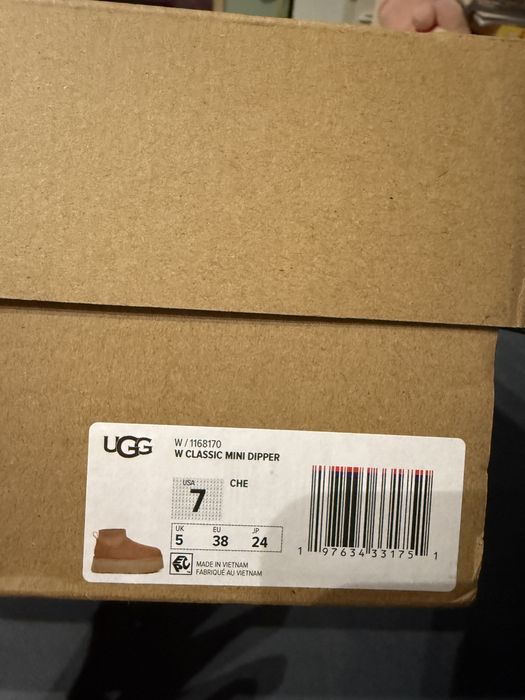 UGG
W / 1168170
W CLASSIC MINI DIPPER
USA
7
CHE
UK EU JP
5 38 24
1 97634 33175 1
MADE IN VIETNAM
FABRIQUÉ AU VIETNAM